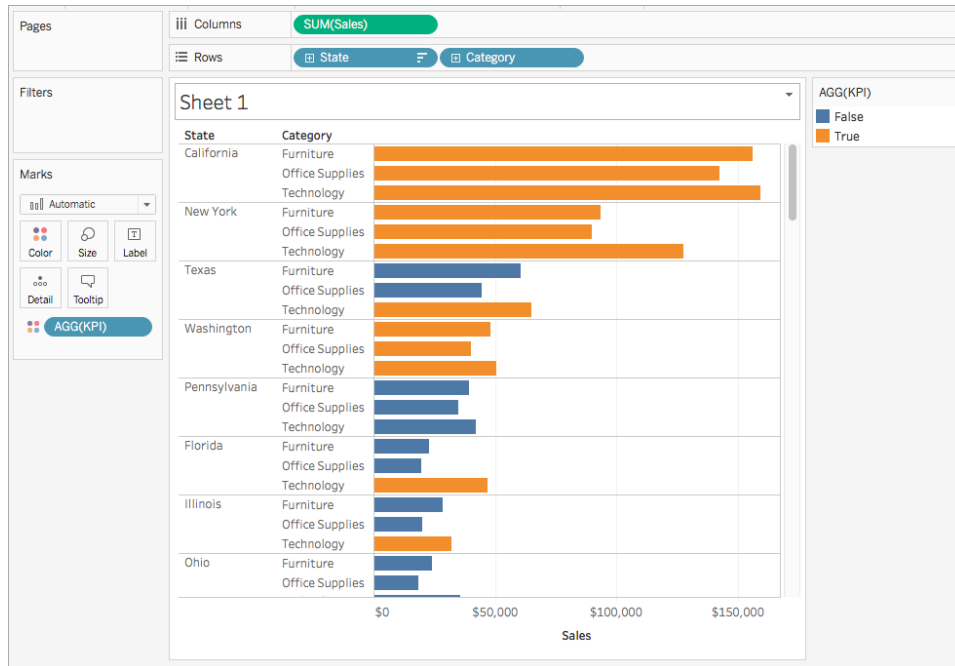 Pages
Columns
SUM(Sales)
Rows
State
Category
Filters
Marks
Automatic
Color
Size
Label
Detail
Tooltip
AGG(KPI)
Sheet 1
State Category
California Furniture
Office Supplies
Technology
New York Furniture
Office Supplies
Technology
Texas Furniture
Office Supplies
Technology
Washington Furniture
Office Supplies
Technology
Pennsylvania Furniture
Office Supplies
Technology
Florida Furniture
Office Supplies
Technology
Illinois Furniture
Office Supplies
Technology
Ohio Furniture
Office Supplies
$0 $50,000 $100,000 $150,000
Sales
AGG(KPI)
False
True